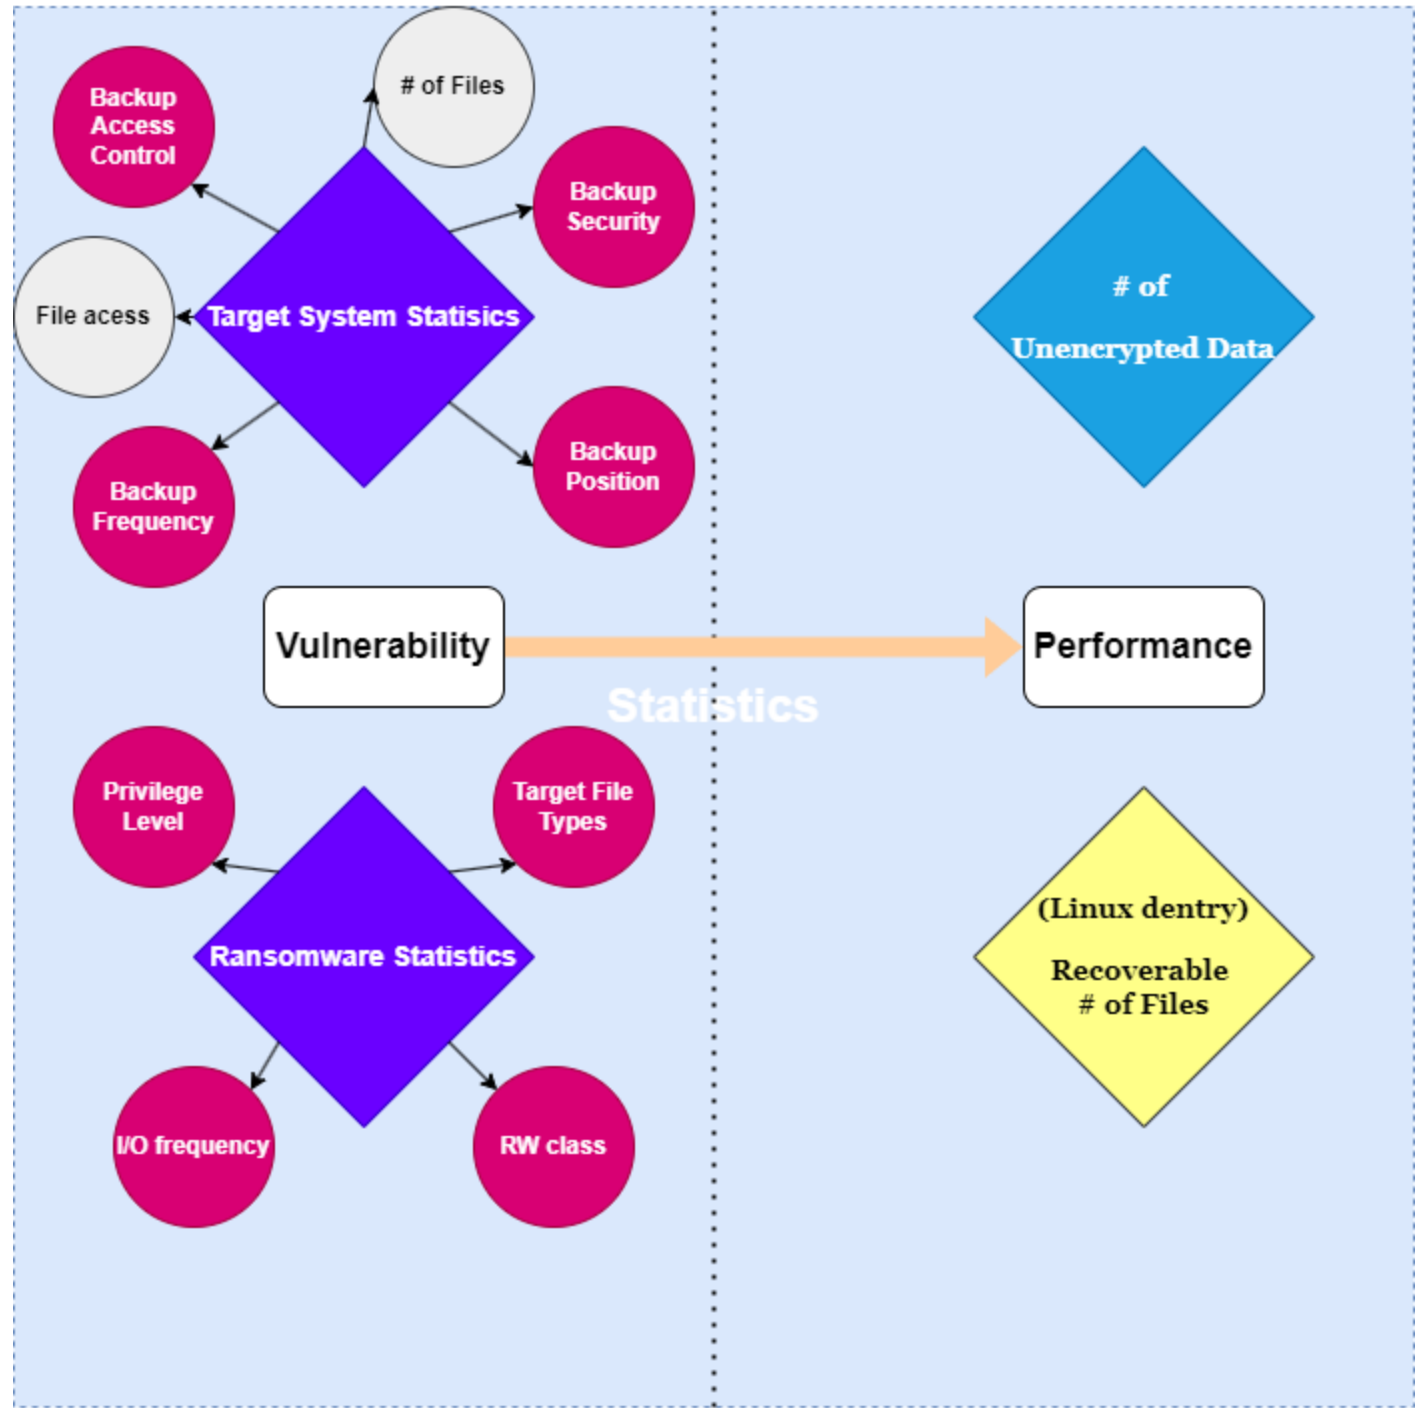 # of Files
Backup
Access
Control
Backup
Security
File acess
Target System Statisics
# of
Unencrypted Data
Backup
Frequency
Backup
Position
Vulnerability
Performance
Statistics
Privilege
Level
Target File
Types
Ransomware Statistics
(Linux dentry)
Recoverable
# of Files
I/O frequency
RW class